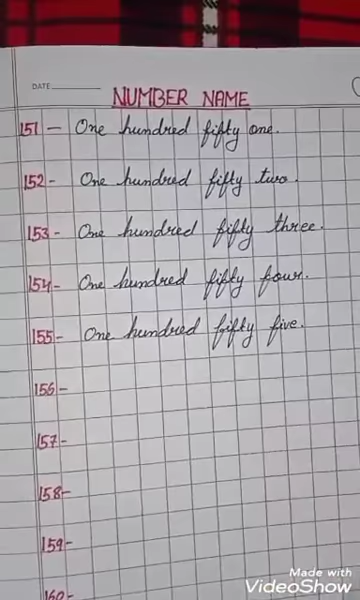 DATE
NUMBER NAME
151 - One hundred fifty one.
152 - One hundred fifty two.
153 - One hundred fifty three.
154 - One hundred fifty four.
155 - One hundred fifty five.
156 -
157 -
158 -
159 -
160 -
Made with
VideoShow